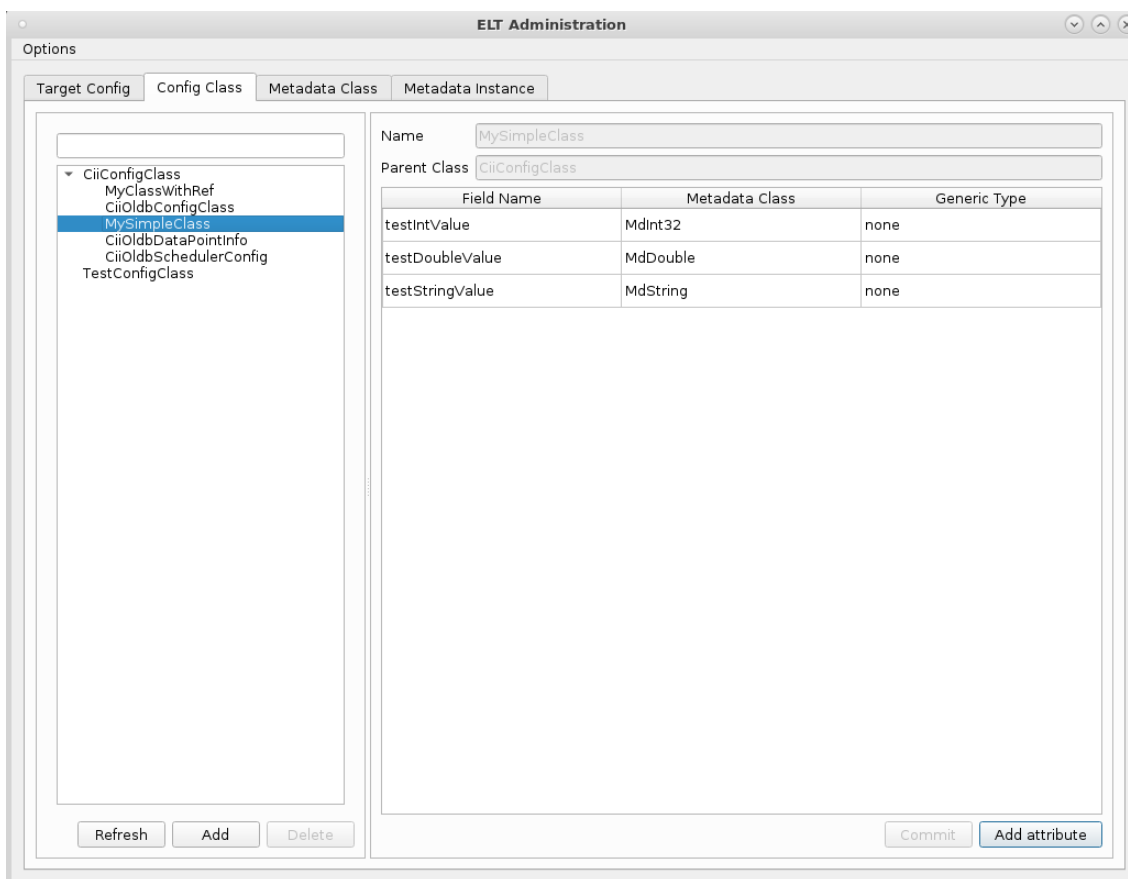 ELT Administration
Options
Target Config Config Class Metadata Class Metadata Instance
Name MySimpleClass
Parent Class CiiConfigClass
CiiConfigClass
MyClassWithRef
CiiOldbConfigClass
MySimpleClass
CiiOldbDataPointInfo
CiiOldbSchedulerConfig
TestConfigClass
Field Name Metadata Class Generic Type
testIntValue MdInt32 none
testDoubleValue MdDouble none
testStringValue MdString none
Refresh Add Delete
Commit Add attribute